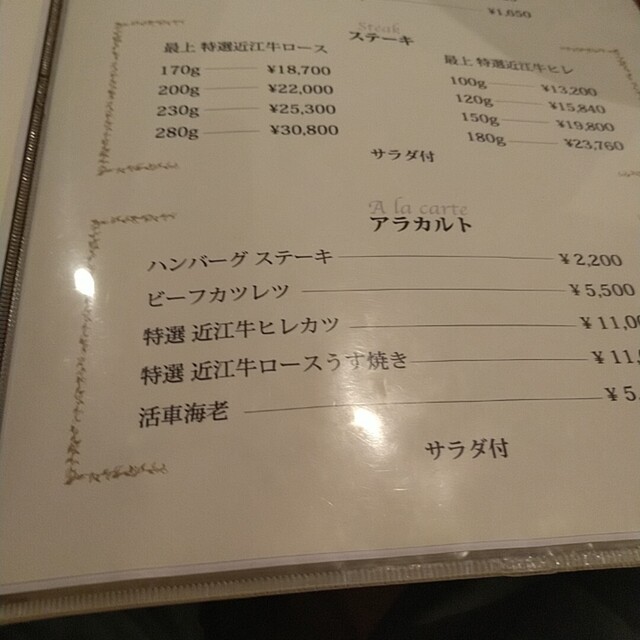 ¥1,650
Steak
ステーキ
最上 特選近江牛ロース
170g ¥18,700
200g ¥22,000
230g ¥25,300
280g ¥30,800
最上 特選近江牛ヒレ
100g ¥13,200
120g ¥15,840
150g ¥19,800
180g ¥23,760
サラダ付
A la carte
アラカルト
ハンバーグ ステーキ ¥2,200
ビーフカツレツ ¥5,500
特選 近江牛ヒレカツ ¥11,0
特選 近江牛ロースうす焼き ¥11,
活車海老 ¥5
サラダ付